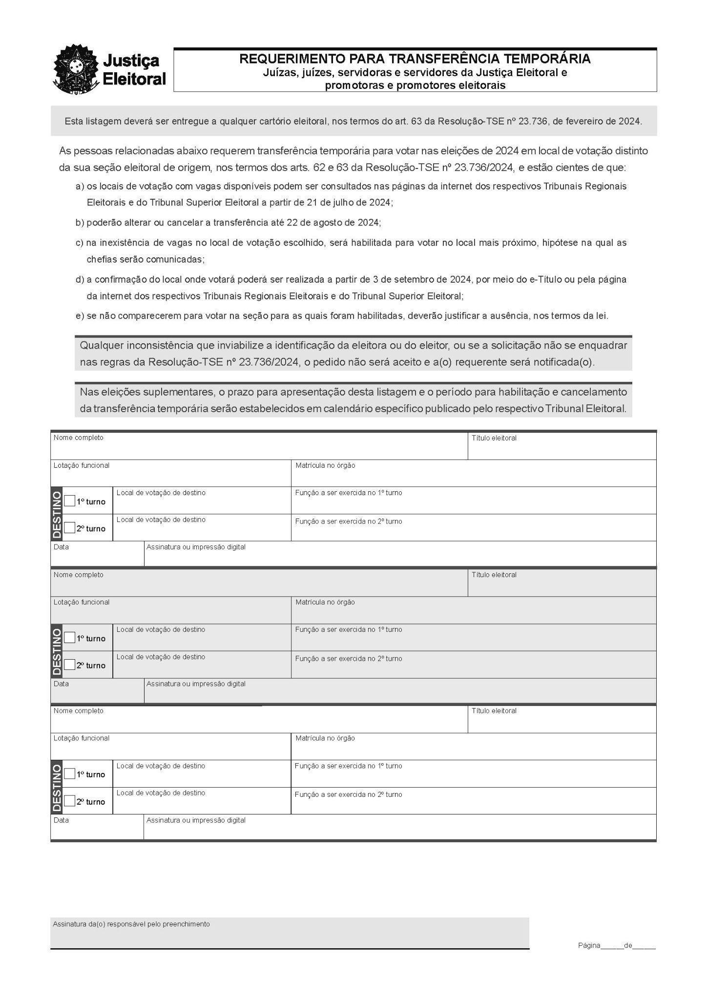 Justiça
Eleitoral
REQUERIMENTO PARA TRANSFERÊNCIA TEMPORÁRIA
Juízas, juízes, servidoras e servidores da Justiça Eleitoral e
promotoras e promotores eleitorais
Esta listagem deverá ser entregue a qualquer cartório eleitoral, nos termos do art. 63 da Resolução-TSE nº 23.736, de fevereiro de 2024.
As pessoas relacionadas abaixo requerem transferência temporária para votar nas eleições de 2024 em local de votação distinto
da sua seção eleitoral de origem, nos termos dos arts. 62 e 63 da Resolução-TSE nº 23.736/2024, e estão cientes de que:
a) os locais de votação com vagas disponíveis podem ser consultados nas páginas da internet dos respectivos Tribunais Regionais
Eleitorais e do Tribunal Superior Eleitoral a partir de 21 de julho de 2024;
b) poderão alterar ou cancelar a transferência até 22 de agosto de 2024;
c) na inexistência de vagas no local de votação escolhido, será habilitada para votar no local mais próximo, hipótese na qual as
chefias serão comunicadas;
d) a confirmação do local onde votará poderá ser realizada a partir de 3 de setembro de 2024, por meio do e-Título ou pela página
da internet dos respectivos Tribunais Regionais Eleitorais e do Tribunal Superior Eleitoral;
e) se não comparecerem para votar na seção para as quais foram habilitadas, deverão justificar a ausência, nos termos da lei.
Qualquer inconsistência que inviabilize a identificação da eleitora ou do eleitor, ou se a solicitação não se enquadrar
nas regras da Resolução-TSE nº 23.736/2024, o pedido não será aceito e a(o) requerente será notificada(o).
Nas eleições suplementares, o prazo para apresentação desta listagem e o período para habilitação e cancelamento
da transferência temporária serão estabelecidos em calendário específico publicado pelo respectivo Tribunal Eleitoral.
Nome completo Título eleitoral
Lotação funcional Matrícula no órgão
DESTINO
1º turno Local de votação de destino Função a ser exercida no 1º turno
2º turno Local de votação de destino Função a ser exercida no 2º turno
Data Assinatura ou impressão digital
Nome completo Título eleitoral
Lotação funcional Matrícula no órgão
DESTINO
1º turno Local de votação de destino Função a ser exercida no 1º turno
2º turno Local de votação de destino Função a ser exercida no 2º turno
Data Assinatura ou impressão digital
Nome completo Título eleitoral
Lotação funcional Matrícula no órgão
DESTINO
1º turno Local de votação de destino Função a ser exercida no 1º turno
2º turno Local de votação de destino Função a ser exercida no 2º turno
Data Assinatura ou impressão digital
Assinatura da(o) responsável pelo preenchimento
Página______de______